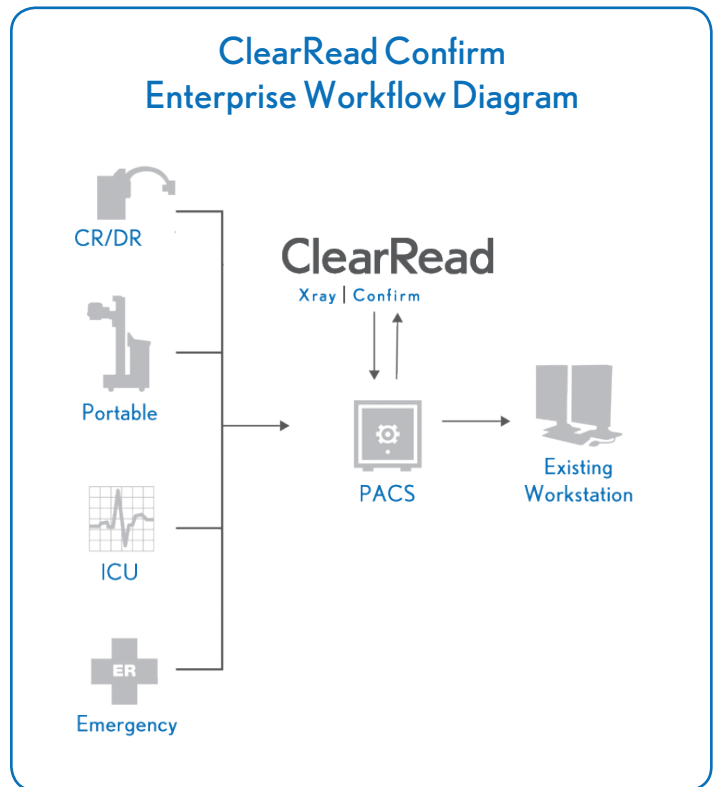 ClearRead Confirm
Enterprise Workflow Diagram
CR/DR
ClearRead
Xray | Confirm
Portable
PACS
Existing
Workstation
ICU
ER
Emergency